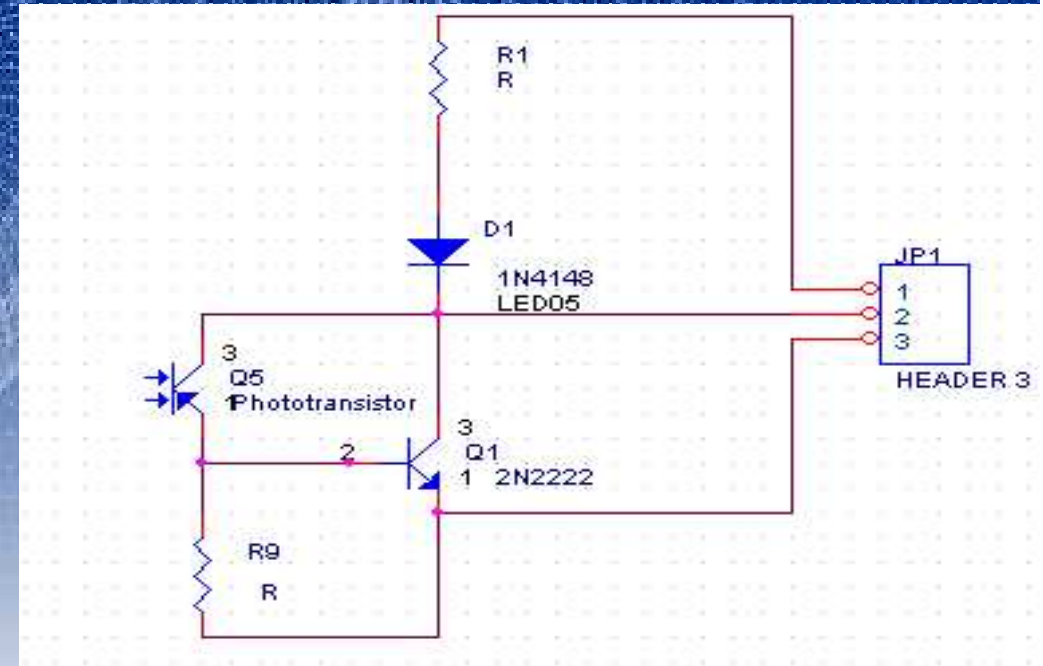 R1
R
D1
1N4148
LED05
JP1
1
2
3
HEADER 3
3
Q5
1Phototransistor
2
3
Q1
1 2N2222
R9
R